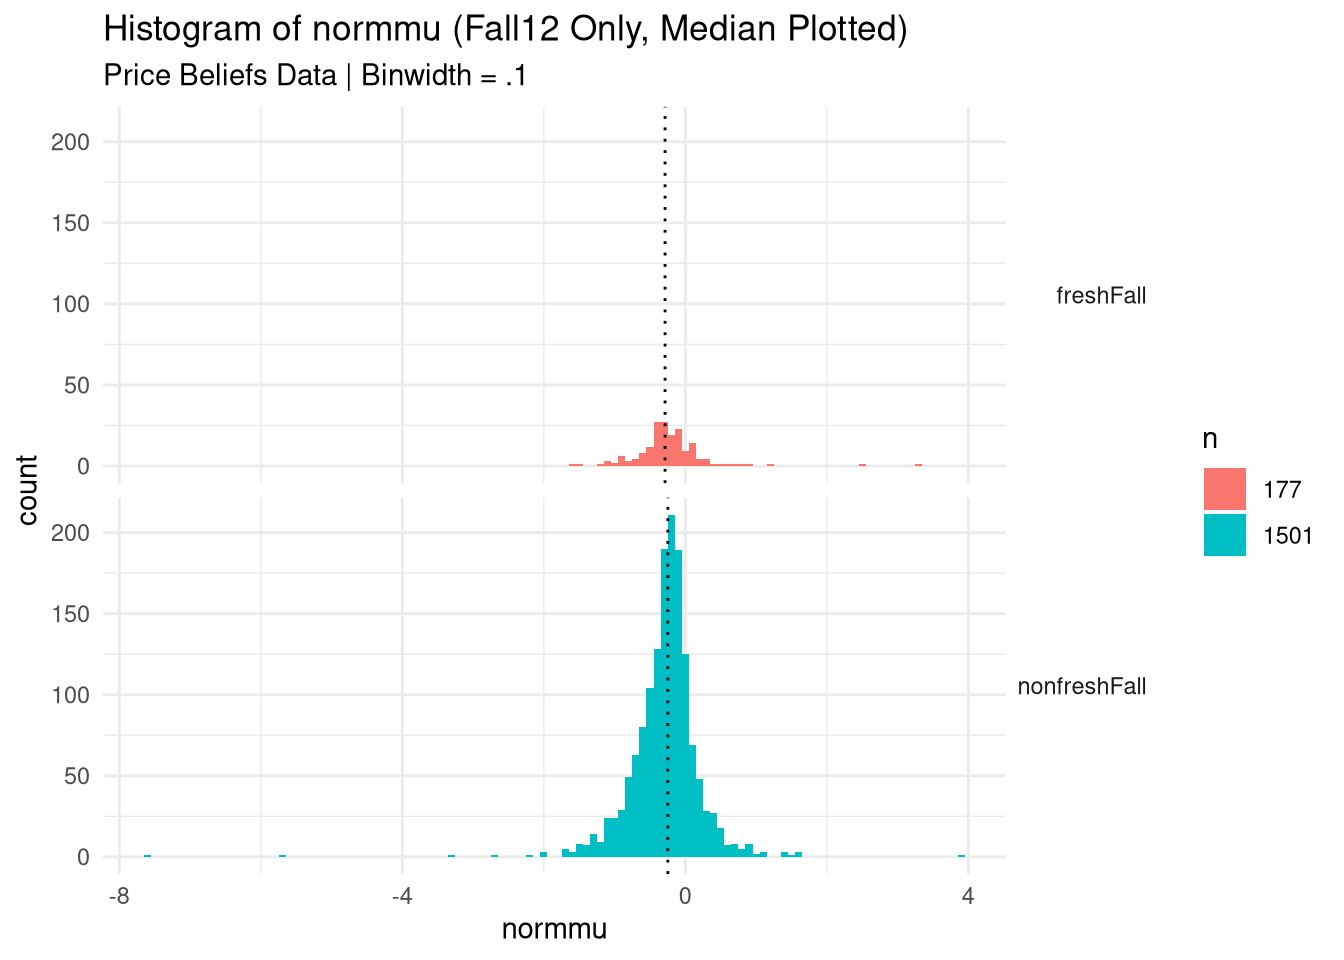 Histogram of normmu (Fall12 Only, Median Plotted)
Price Beliefs Data | Binwidth = .1
200
150
100
50
0
freshFall
200
150
100
50
0
nonfreshFall
-8
-4
0
4
normmu
count
n
177
1501